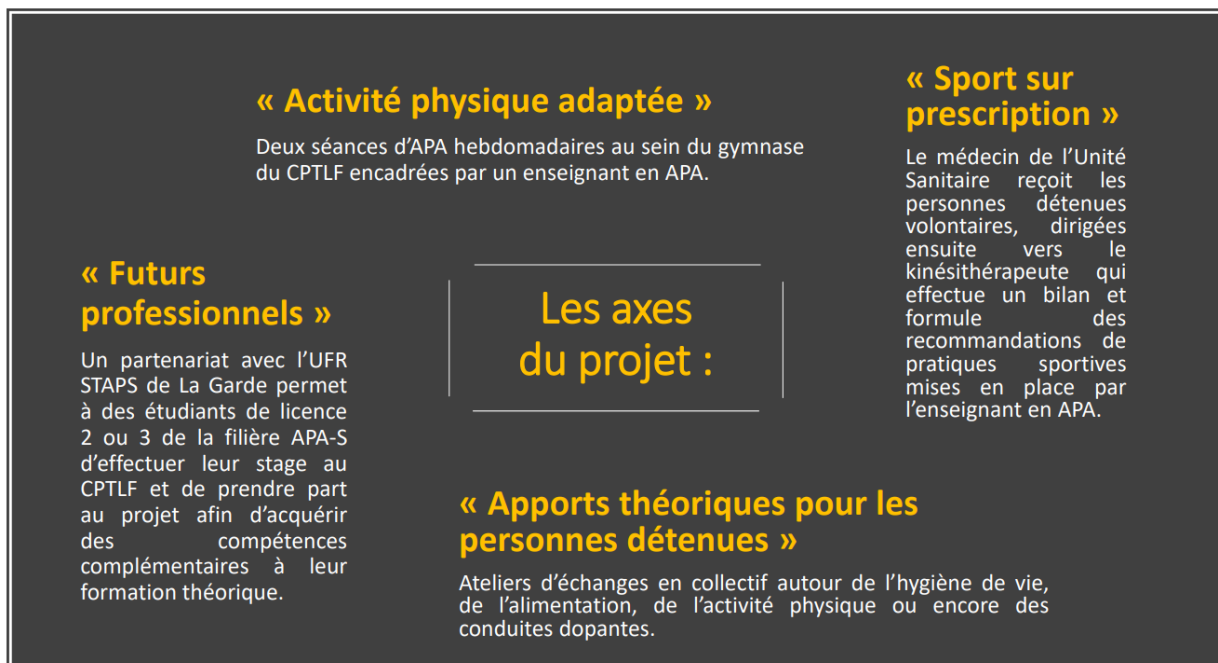 « Activité physique adaptée »
Deux séances d’APA hebdomadaires au sein du gymnase
du CPTLF encadrées par un enseignant en APA.
« Sport sur
prescription »
Le médecin de l’Unité
Sanitaire reçoit les
personnes détenues
volontaires, dirigées
ensuite vers le
kinésithérapeute qui
effectue un bilan et
formule des
recommandations de
pratiques sportives
mises en place par
l’enseignant en APA.
« Futurs
professionnels »
Un partenariat avec l’UFR
STAPS de La Garde permet
à des étudiants de licence
2 ou 3 de la filière APA-S
d’effectuer leur stage au
CPTLF et de prendre part
au projet afin d’acquérir
des compétences
complémentaires à leur
formation théorique.
Les axes
du projet :
« Apports théoriques pour les
personnes détenues »
Ateliers d’échanges en collectif autour de l’hygiène de vie,
de l’alimentation, de l’activité physique ou encore des
conduites dopantes.